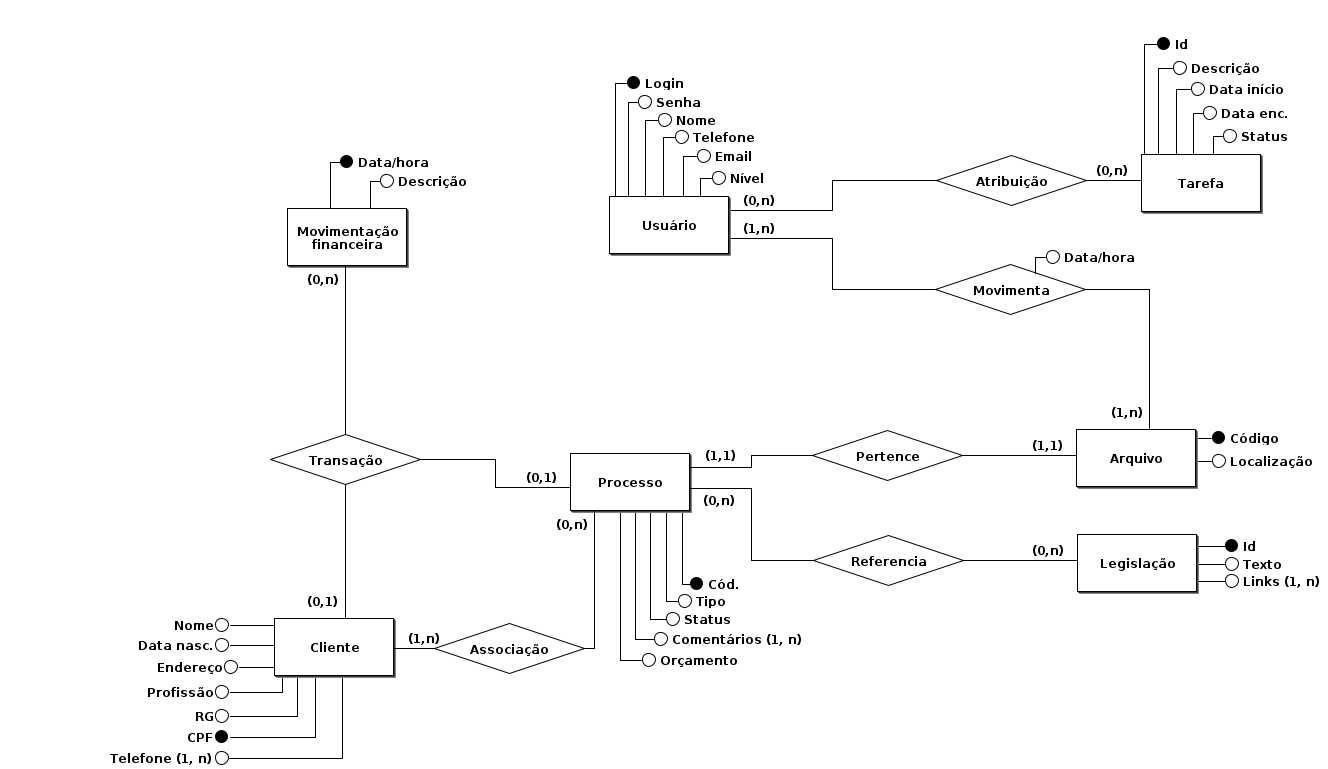 Id
Descrição
Data início
Data enc.
Status
Tarefa
Login
Senha
Nome
Telefone
Email
Nível
Usuário
(0,n)
(1,n)
Atribuição
(0,n)
Data/hora
Movimenta
(1,n)
Data/hora
Descrição
Movimentação
financeira
(0,n)
Transação
(0,1)
(0,1)
Processo
(1,1)
(0,n)
(0,n)
Pertence
(1,1)
Arquivo
Código
Localização
Referencia
(0,n)
Legislação
Id
Texto
Links (1, n)
Cód.
Tipo
Status
Comentários (1, n)
Orçamento
Cliente
(1,n)
Associação
Nome
Data nasc.
Endereço
Profissão
RG
CPF
Telefone (1, n)